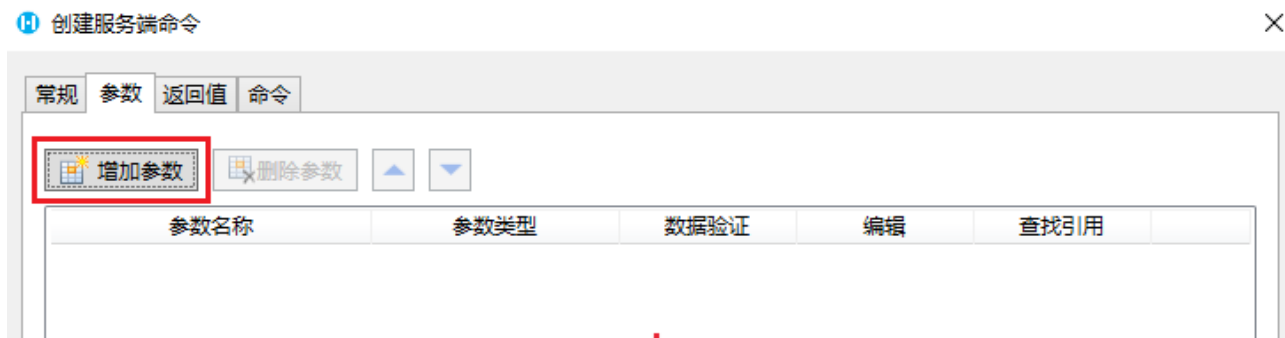 创建服务端命令
常规 参数 返回值 命令
增加参数 删除参数
参数名称 参数类型 数据验证 编辑 查找引用